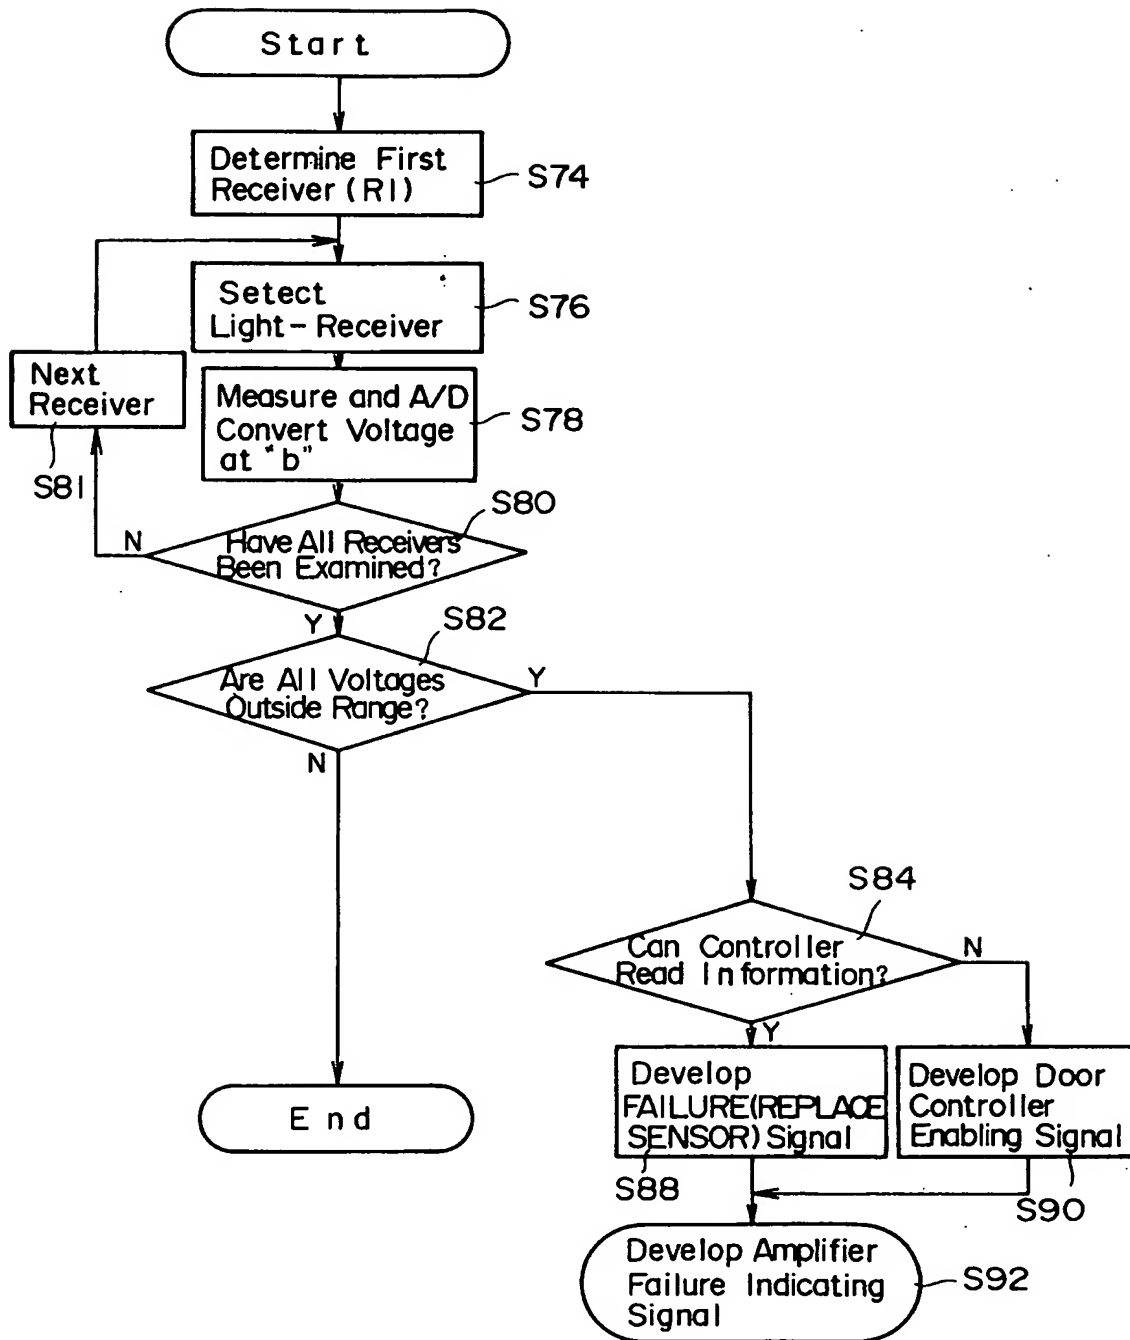 Start
Determine First
Receiver (R1)
S74
Setect
Light-Receiver
S76
Next
Receiver
S81
Measure and A/D
Convert Voltage
at "b"
S78
S80
N
Have All Receivers
Been Examined?
Y
S82
Are All Voltages
Outside Range?
Y
N
S84
Can Controller
Read Information?
N
Y
Develop
FAILURE(REPLACE
SENSOR) Signal
S88
Develop Door
Controller
Enabling Signal
S90
End
Develop Amplifier
Failure Indicating
Signal
S92